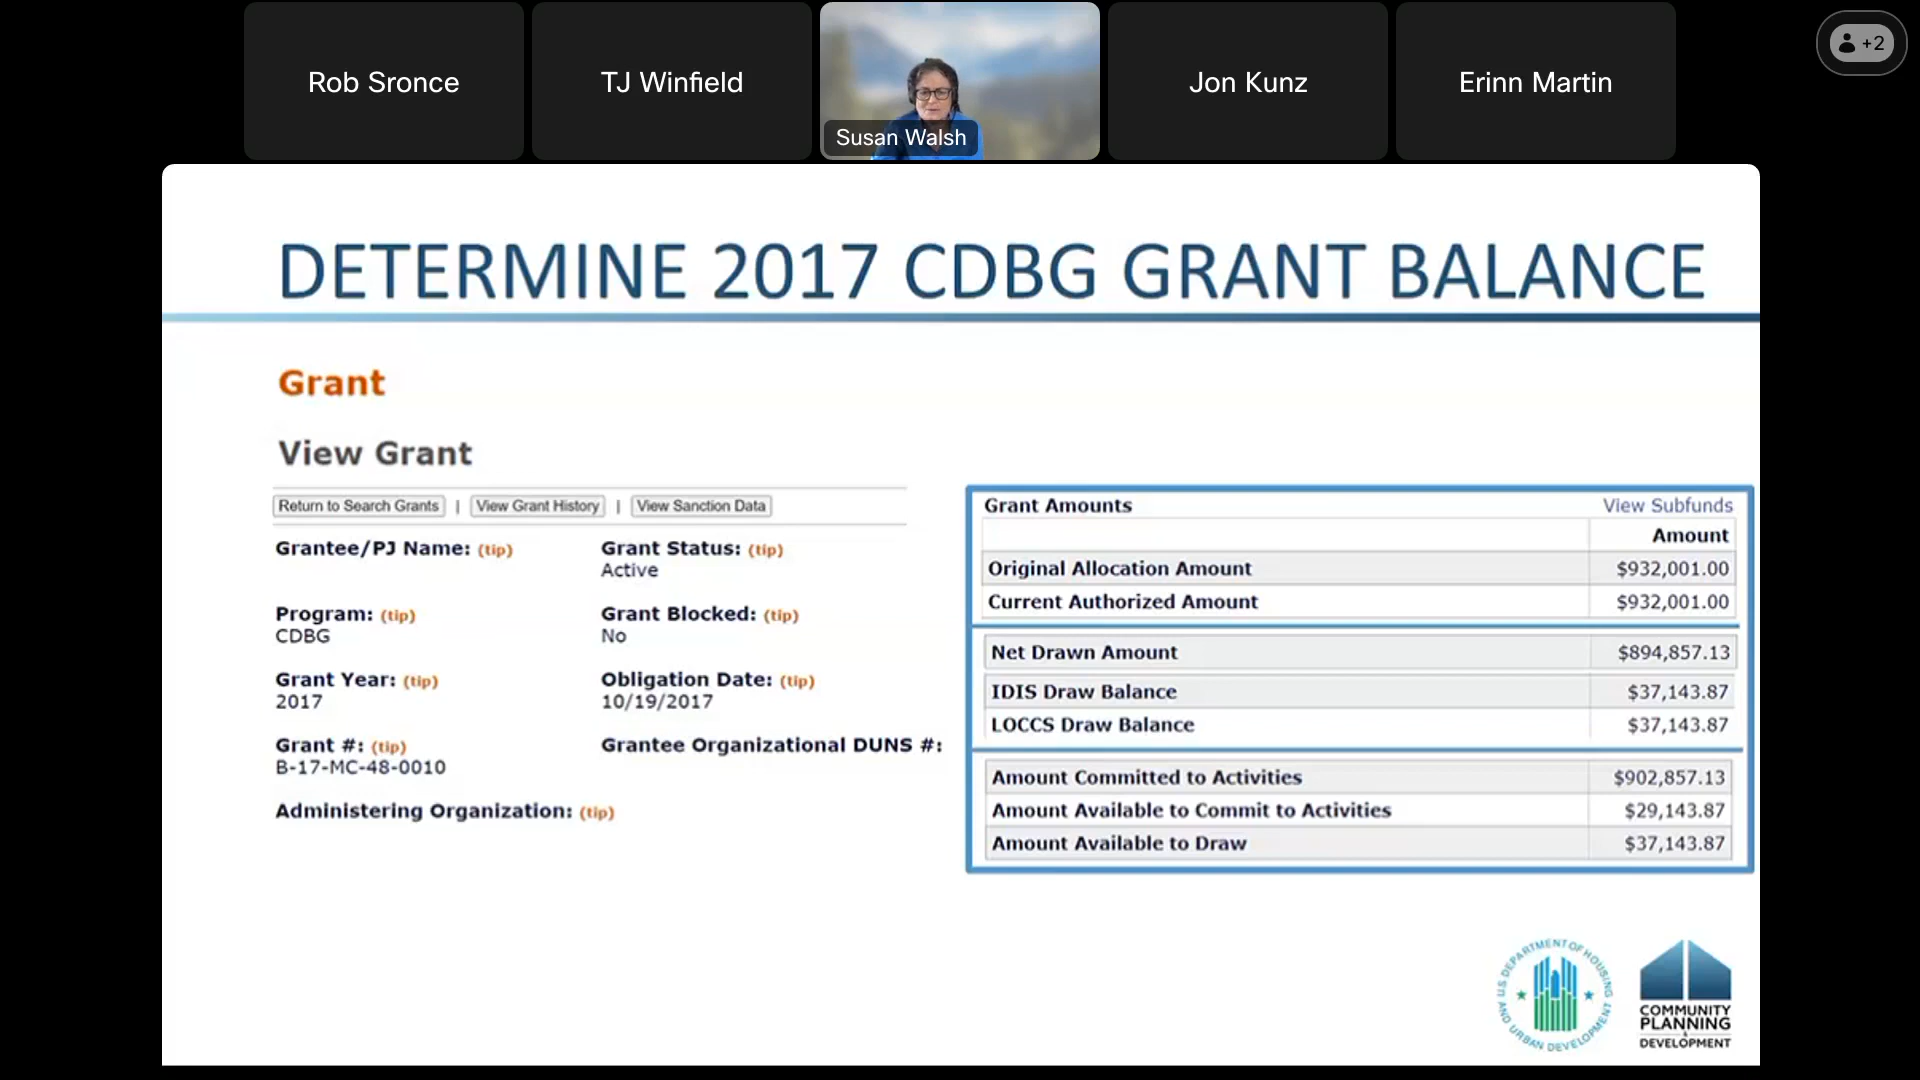 Rob Sronce
TJ Winfield
Susan Walsh
Jon Kunz
Erinn Martin
+2
DETERMINE 2017 CDBG GRANT BALANCE
Grant
View Grant
Return to Search Grants | View Grant History | View Sanction Data
Grantee/PJ Name: (tip)
Grant Status: (tip)
Active
Program: (tip)
CDBG
Grant Blocked: (tip)
No
Grant Year: (tip)
2017
Obligation Date: (tip)
10/19/2017
Grant #: (tip)
B-17-MC-48-0010
Grantee Organizational DUNS #:
Administering Organization: (tip)
Grant Amounts View Subfunds
Amount
Original Allocation Amount $932,001.00
Current Authorized Amount $932,001.00
Net Drawn Amount $894,857.13
IDIS Draw Balance $37,143.87
LOCCS Draw Balance $37,143.87
Amount Committed to Activities $902,857.13
Amount Available to Commit to Activities $29,143.87
Amount Available to Draw $37,143.87
U.S. DEPARTMENT OF HOUSING AND URBAN DEVELOPMENT
COMMUNITY
PLANNING
&
DEVELOPMENT